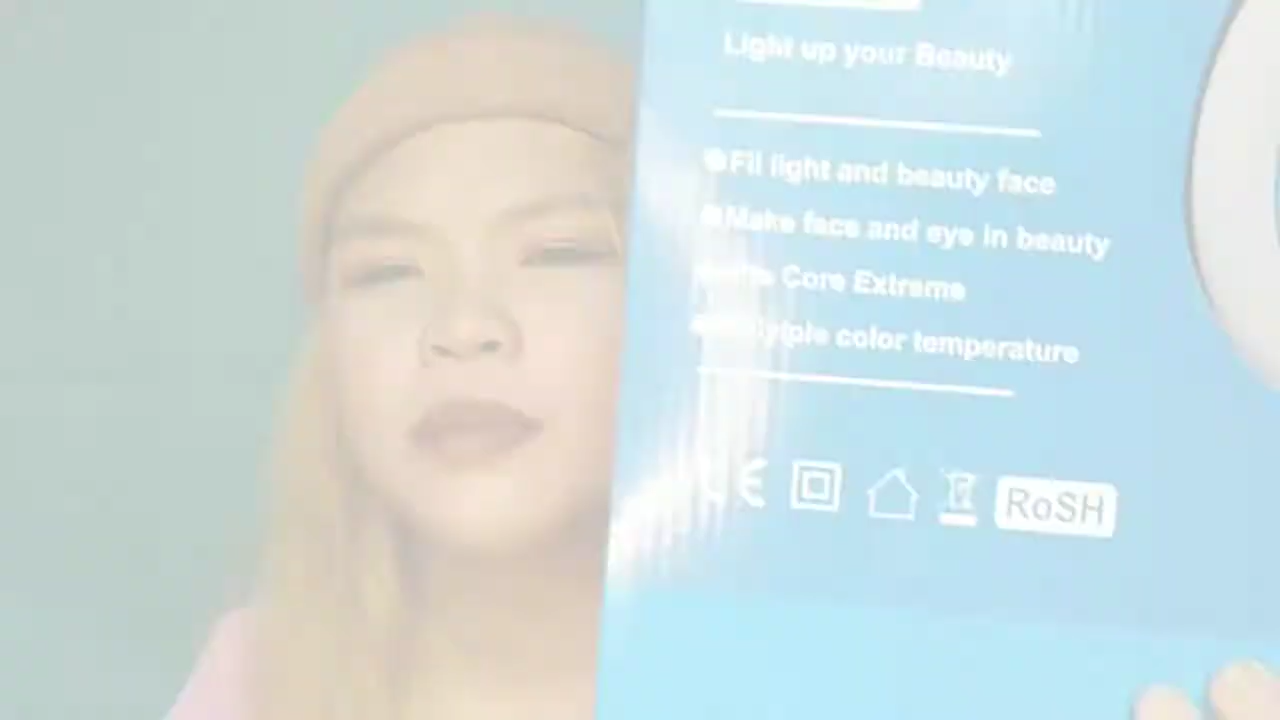 Light up your Beauty
Fil light and beauty face
Make face and eye in beauty
Core Extreme
color temperature
CE
RoSH